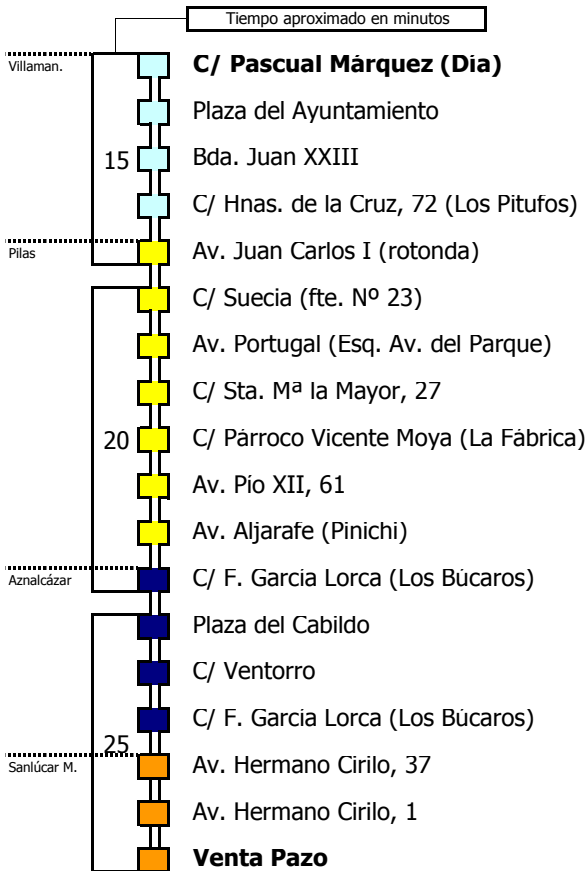 Tiempo aproximado en minutos
Villaman.
C/ Pascual Márquez (Día)
Plaza del Ayuntamiento
15
Bda. Juan XXIII
C/ Hnas. de la Cruz, 72 (Los Pitufos)
Pilas
Av. Juan Carlos I (rotonda)
C/ Suecia (fte. Nº 23)
Av. Portugal (Esq. Av. del Parque)
C/ Sta. Mª la Mayor, 27
20
C/ Párroco Vicente Moya (La Fábrica)
Av. Pío XII, 61
Av. Aljarafe (Pinichi)
Aznalcázar
C/ F. García Lorca (Los Búcaros)
Plaza del Cabildo
C/ Ventorro
C/ F. García Lorca (Los Búcaros)
25
Sanlúcar M.
Av. Hermano Cirilo, 37
Av. Hermano Cirilo, 1
Venta Pazo